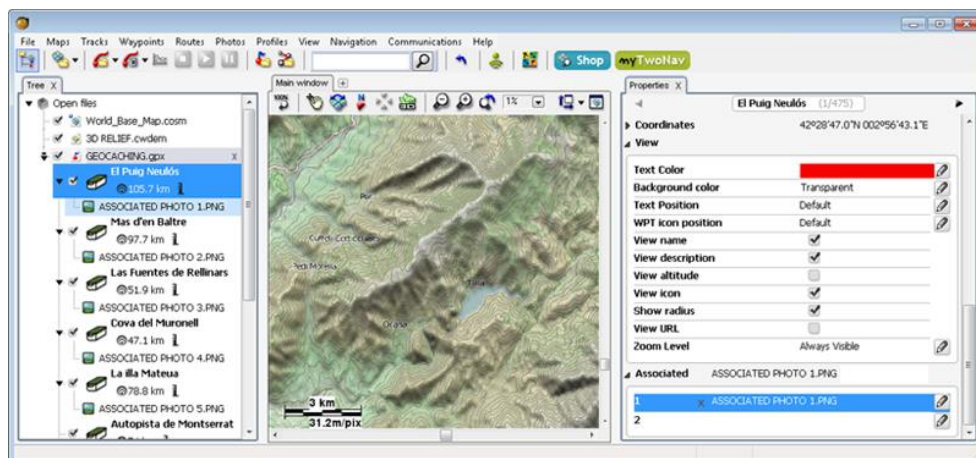 File Maps Tracks Waypoints Routes Photos Profiles View Navigation Communications Help
Shop
myTwoNav
Tree X
Open files
World_Base_Map.cosm
3D RELIEF.cwdem
GEOCACHING.gpx x
El Puig Neulós
105.7 km
ASSOCIATED PHOTO 1.PNG
Mas d'en Baltre
97.7 km
ASSOCIATED PHOTO 2.PNG
Las Fuentes de Rellinars
51.9 km
ASSOCIATED PHOTO 3.PNG
Cova del Muronell
47.1 km
ASSOCIATED PHOTO 4.PNG
La illa Mateua
78.8 km
ASSOCIATED PHOTO 5.PNG
Autopista de Montserrat
Main window
100%
1%
3 km
31.2m/pix
Properties X
El Puig Neulós (1/475)
Coordinates 42º28'47.0"N 002º56'43.1"E
View
Text Color
Background color Transparent
Text Position Default
WPT icon position Default
View name
View description
View altitude
View icon
Show radius
View URL
Zoom Level Always Visible
Associated ASSOCIATED PHOTO 1.PNG
1 x ASSOCIATED PHOTO 1.PNG
2